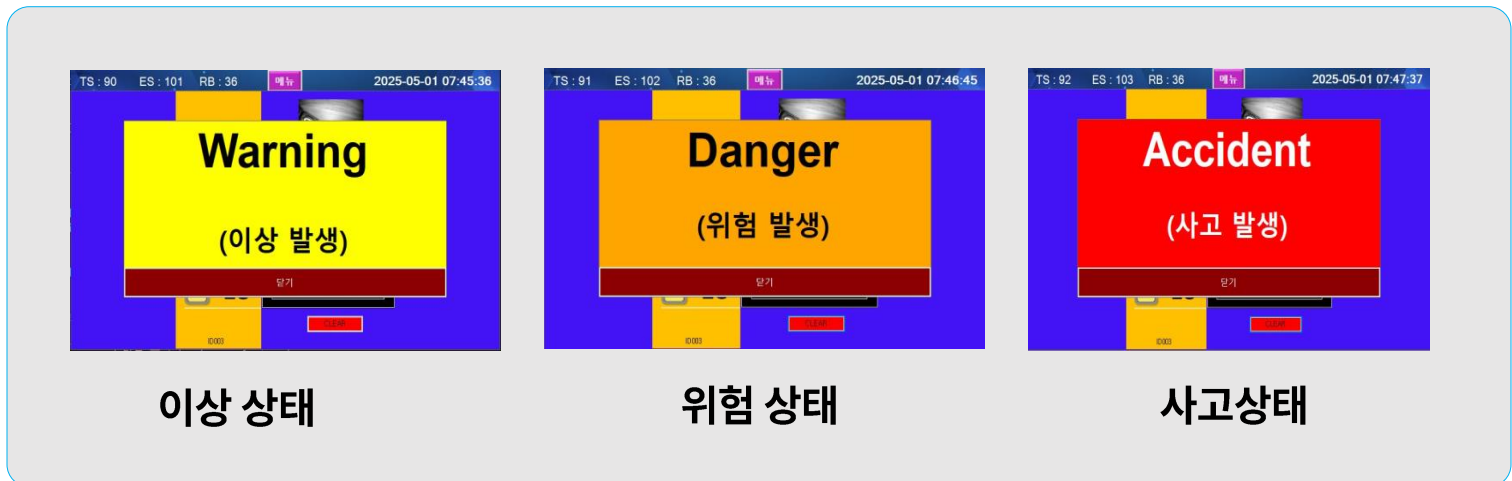 TS : 90 ES : 101 RB : 36 메뉴 2025-05-01 07:45:36
Warning
(이상 발생)
닫기
CLEAR
ID003
이상 상태
TS : 91 ES : 102 RB : 36 메뉴 2025-05-01 07:46:45
Danger
(위험 발생)
닫기
CLEAR
ID003
위험 상태
TS : 92 ES : 103 RB : 36 메뉴 2025-05-01 07:47:37
Accident
(사고 발생)
닫기
CLEAR
ID003
사고상태